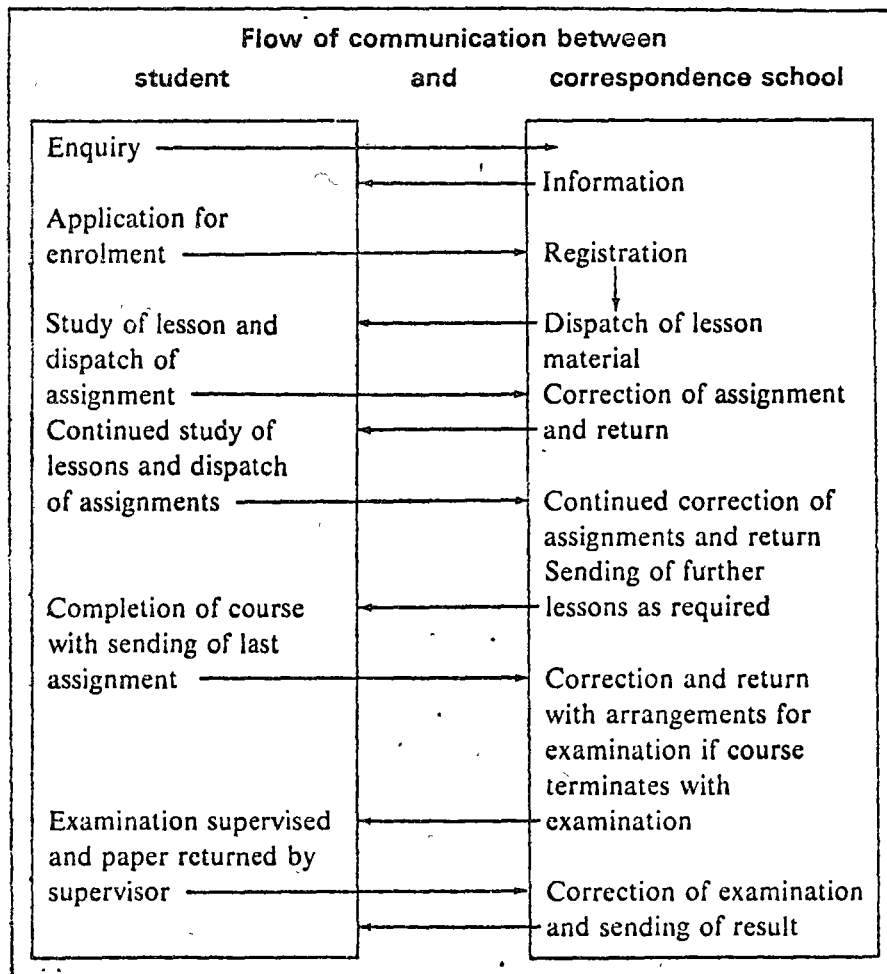 Flow of communication between
student and correspondence school
Enquiry
Information
Application for
enrolment
Registration
Study of lesson and
dispatch of
assignment
Dispatch of lesson
material
Correction of assignment
and return
Continued study of
lessons and dispatch
of assignments
Continued correction of
assignments and return
Sending of further
lessons as required
Completion of course
with sending of last
assignment
Correction and return
with arrangements for
examination if course
terminates with
examination
Examination supervised
and paper returned by
supervisor
Correction of examination
and sending of result